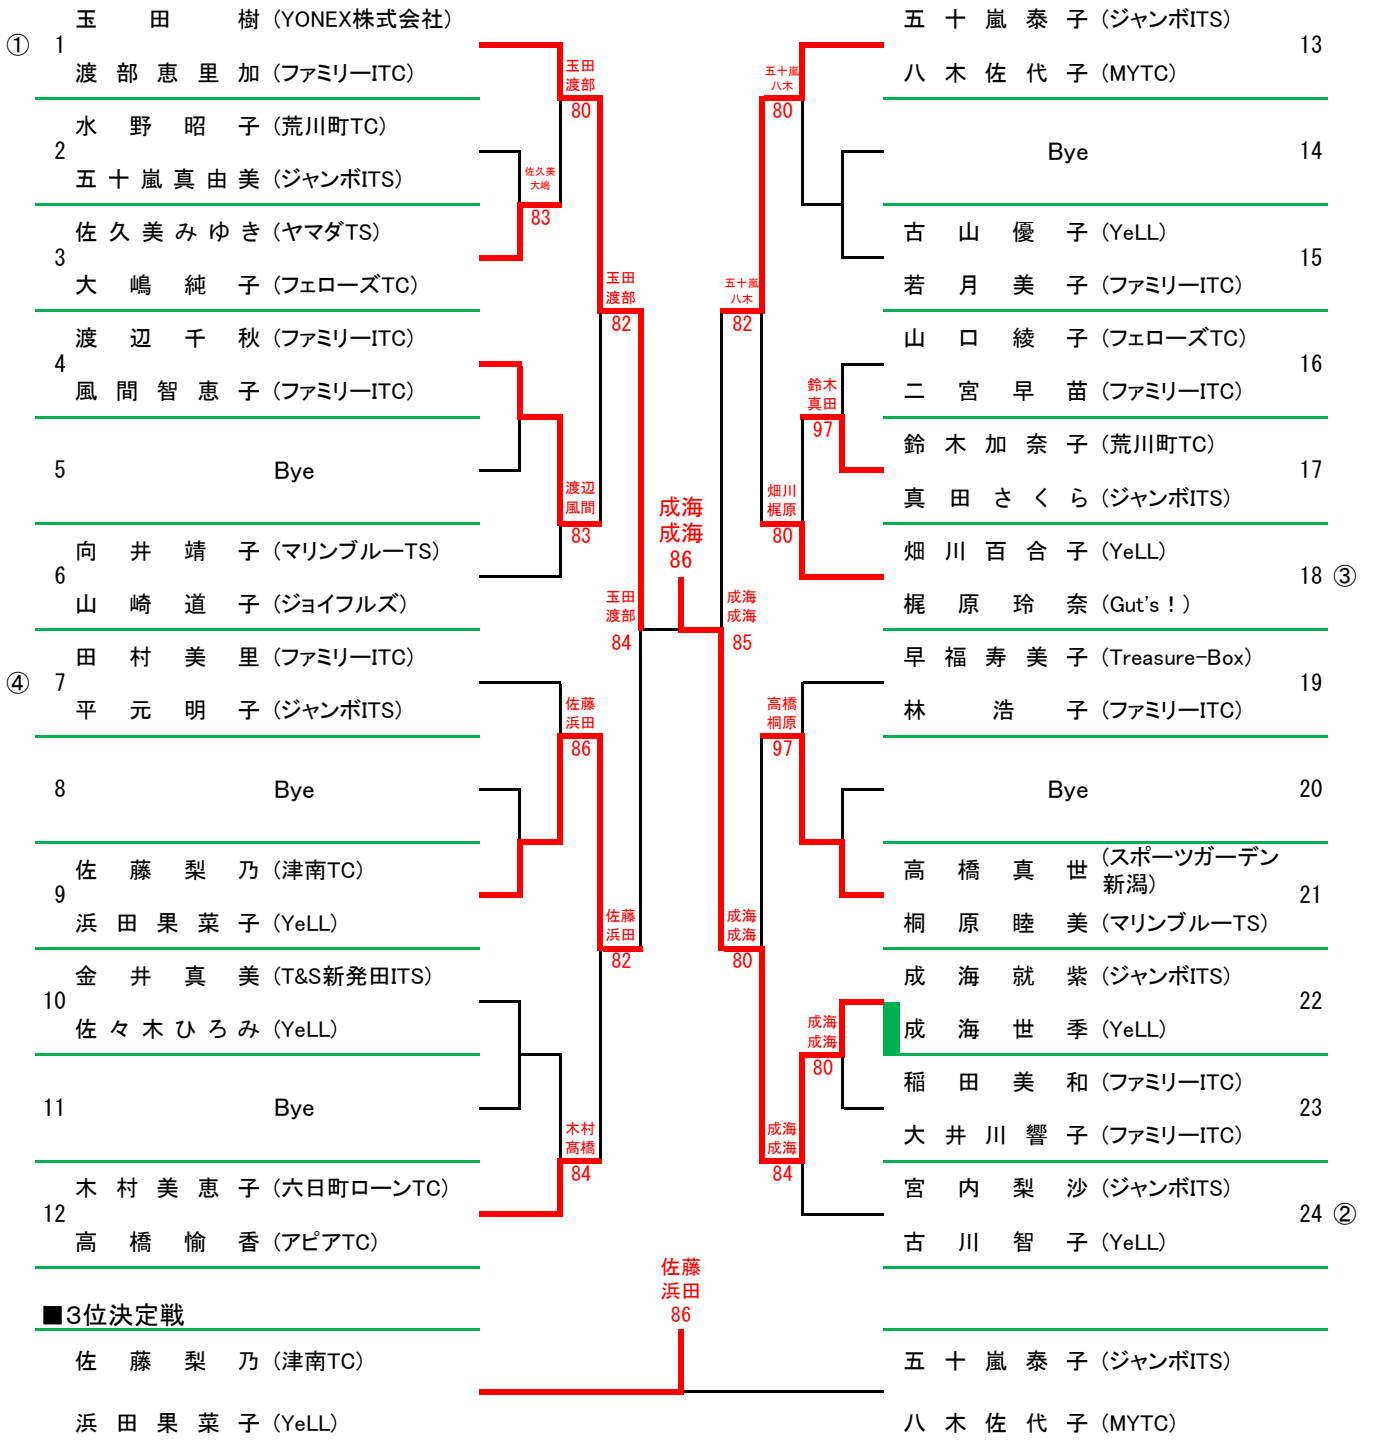 玉田樹 (YONEX株式会社)
① 1
渡部恵里加 (ファミリーITC)
水野昭子 (荒川町TC)
2
五十嵐真由美 (ジャンボITS)
佐久美みゆき (ヤマダTS)
3
大嶋純子 (フェローズTC)
渡辺千秋 (ファミリーITC)
4
風間智恵子 (ファミリーITC)
5 Bye
向井靖子 (マリンブルーTS)
6
山崎道子 (ジョイフルズ)
田村美里 (ファミリーITC)
④ 7
平元明子 (ジャンボITS)
8 Bye
佐藤梨乃 (津南TC)
9
浜田果菜子 (YeLL)
金井真美 (T&S新発田ITS)
10
佐々木ひろみ (YeLL)
11 Bye
木村美恵子 (六日町ローンTC)
12
高橋愉香 (アピアTC)
玉田
渡部
80
佐久美
大嶋
83
玉田
渡部
82
渡辺
風間
83
玉田
渡部
84
佐藤
浜田
86
佐藤
浜田
82
木村
髙橋
84
成海
成海
86
五十嵐
八木
80
五十嵐
八木
82
鈴木
真田
97
畑川
梶原
80
成海
成海
85
高橋
桐原
97
成海
成海
80
成海
成海
80
成海
成海
84
五十嵐泰子 (ジャンボITS)
13
八木佐代子 (MYTC)
Bye 14
古山優子 (YeLL)
15
若月美子 (ファミリーITC)
山口綾子 (フェローズTC)
16
二宮早苗 (ファミリーITC)
鈴木加奈子 (荒川町TC)
17
真田さくら (ジャンボITS)
畑川百合子 (YeLL)
18 ③
梶原玲奈 (Gut's！)
早福寿美子 (Treasure-Box)
19
林浩子 (ファミリーITC)
Bye 20
高橋真世 (スポーツガーデン
新潟)
21
桐原睦美 (マリンブルーTS)
成海就紫 (ジャンボITS)
22
成海世季 (YeLL)
稲田美和 (ファミリーITC)
23
大井川響子 (ファミリーITC)
宮内梨沙 (ジャンボITS)
24 ②
古川智子 (YeLL)
■3位決定戦
佐藤梨乃 (津南TC)
浜田果菜子 (YeLL)
佐藤
浜田
86
五十嵐泰子 (ジャンボITS)
八木佐代子 (MYTC)